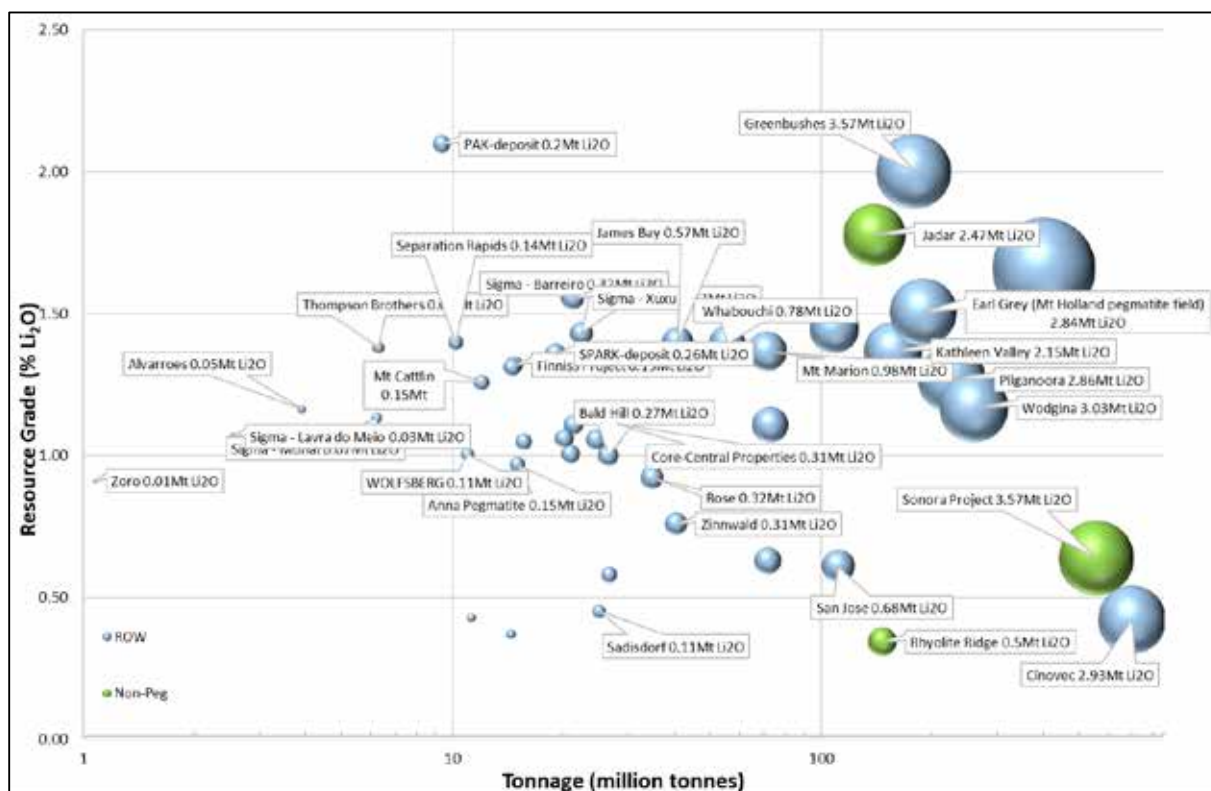 2.50
2.00
1.50
1.00
0.50
0.00
Resource Grade (% Li2O)
Greenbushes 3.57Mt Li2O
PAK-deposit 0.2Mt Li2O
James Bay 0.57Mt Li2O
Jadar 2.47Mt Li2O
Separation Rapids 0.14Mt Li2O
Sigma - Barreiro
Li2O
Thompson Brothers
Li2O
Sigma - Xuxu
Li2O
Earl Grey (Mt Holland pegmatite field)
2.84Mt Li2O
Whabouchi 0.78Mt Li2O
Alvarroes 0.05Mt Li2O
SPARK-deposit 0.26Mt Li2O
Kathleen Valley 2.15Mt Li2O
Mt Cattlin
0.15Mt
Mt Marion 0.98Mt Li2O
Pilganoora 2.86Mt Li2O
Bald Hill 0.27Mt Li2O
Wodgina 3.03Mt Li2O
Sigma - Lavra do Meio 0.03Mt Li2O
Core-Central Properties 0.31Mt Li2O
Zoro 0.01Mt Li2O
WOLFSBERG 0.11Mt Li2O
Anna Pegmatite 0.15Mt Li2O
Rose 0.32Mt Li2O
Sonora Project 3.57Mt Li2O
Zinnwald 0.31Mt Li2O
San Jose 0.68Mt Li2O
ROW
Sadisdorf 0.11Mt Li2O
Rhyolite Ridge 0.5Mt Li2O
Cinovec 2.93Mt Li2O
Non-Peg
1
10
100
Tonnage (million tonnes)